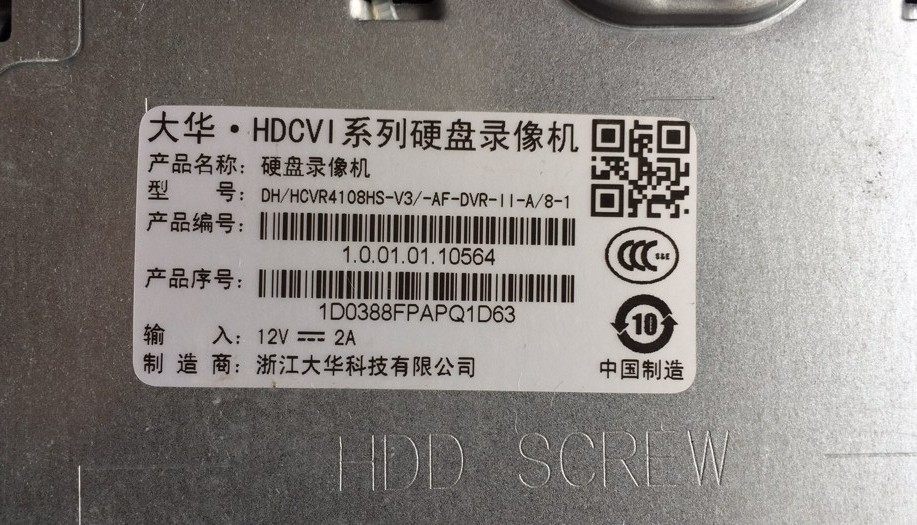 大华·HDCVI系列硬盘录像机
产品名称：硬盘录像机
型 号：DH/HCVR4108HS-V3/-AF-DVR-II-A/8-1
产品编号：
1.0.01.01.10564
产品序号：
1D0388FPAPQ1D63
CCC S&E
10
输 入：12V ⎓ 2A
制 造 商：浙江大华科技有限公司
中国制造
HDD SCREW